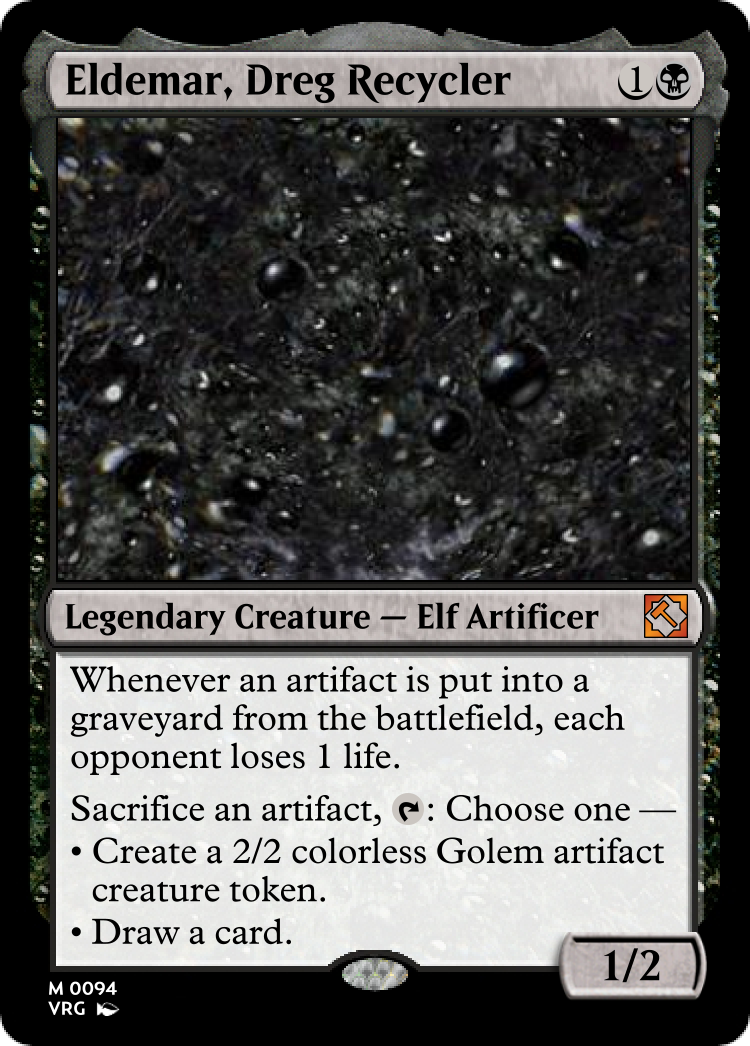 Eldemar, Dreg Recycler 1
Legendary Creature — Elf Artificer
Whenever an artifact is put into a
graveyard from the battlefield, each
opponent loses 1 life.
Sacrifice an artifact, : Choose one —
• Create a 2/2 colorless Golem artifact
creature token.
• Draw a card.
1/2
M 0094
VRG